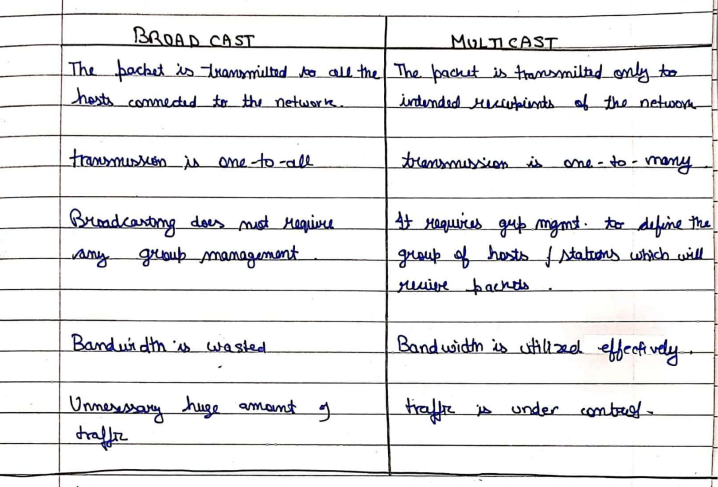 BROAD CAST
The packet is transmitted to all the
hosts connected to the network.
transmission is one-to-all
Broadcasting does not require
any group management.
Bandwidth is wasted
Unnecessary huge amount of
traffic
MULTICAST
The packet is transmitted only to
intended reccipients of the network
transmission is one-to-many.
It requires grp mgmt. to define the
group of hosts / stations which will
recive packets.
Bandwidth is utilized effectively.
traffic is under control.